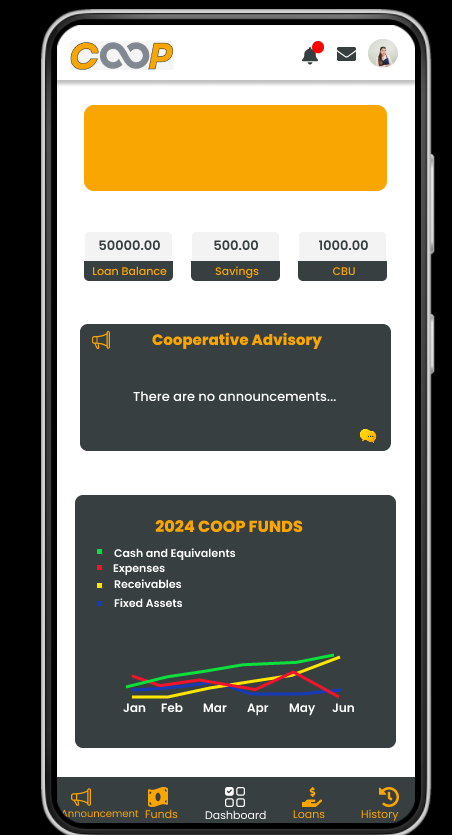 COOP
50000.00 500.00 1000.00
Loan Balance Savings CBU
Cooperative Advisory
There are no announcements...
2024 COOP FUNDS
Cash and Equivalents
Expenses
Receivables
Fixed Assets
Jan Feb Mar Apr May Jun
Announcement Funds Dashboard Loans History